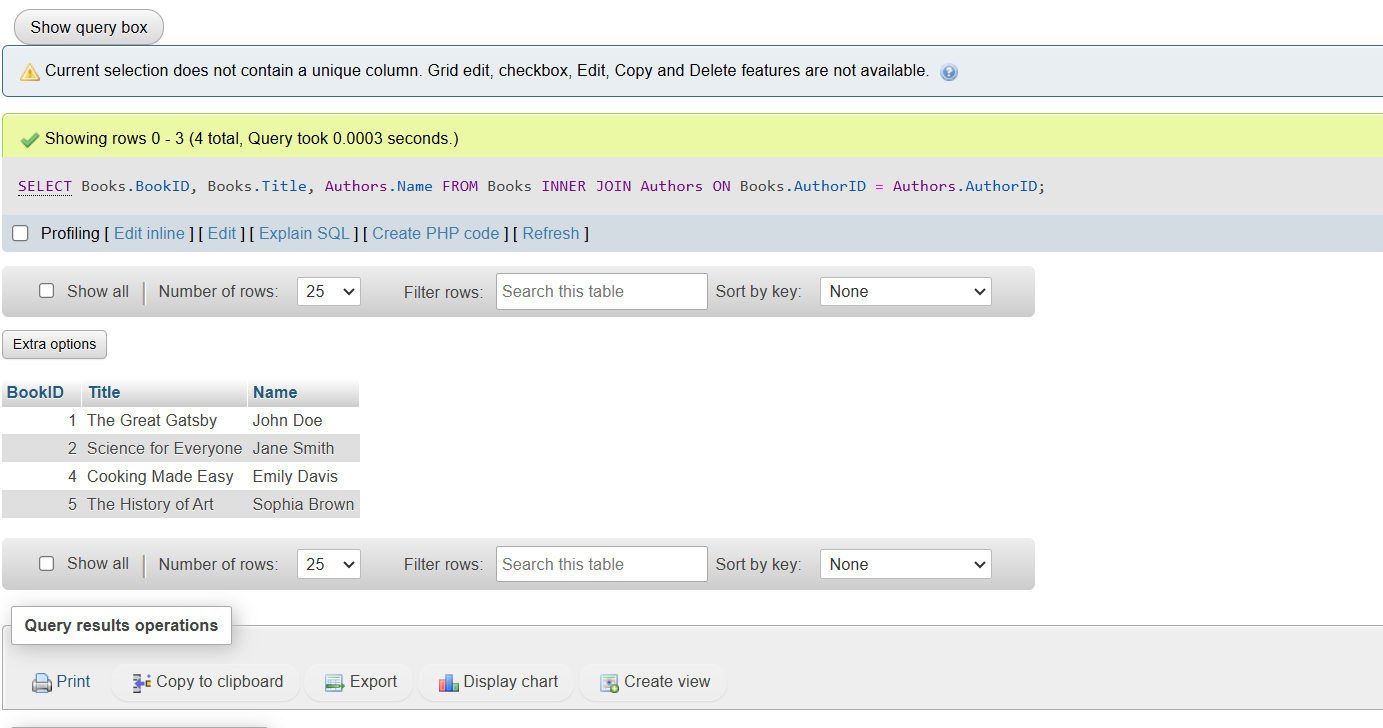 Show query box
Current selection does not contain a unique column. Grid edit, checkbox, Edit, Copy and Delete features are not available.
Showing rows 0 - 3 (4 total, Query took 0.0003 seconds.)
SELECT Books.BookID, Books.Title, Authors.Name FROM Books INNER JOIN Authors ON Books.AuthorID = Authors.AuthorID;
Profiling [ Edit inline ] [ Edit ] [ Explain SQL ] [ Create PHP code ] [ Refresh ]
Show all | Number of rows: 25 Filter rows: Search this table Sort by key: None
Extra options
BookID Title Name
1 The Great Gatsby John Doe
2 Science for Everyone Jane Smith
4 Cooking Made Easy Emily Davis
5 The History of Art Sophia Brown
Show all | Number of rows: 25 Filter rows: Search this table Sort by key: None
Query results operations
Print Copy to clipboard Export Display chart Create view